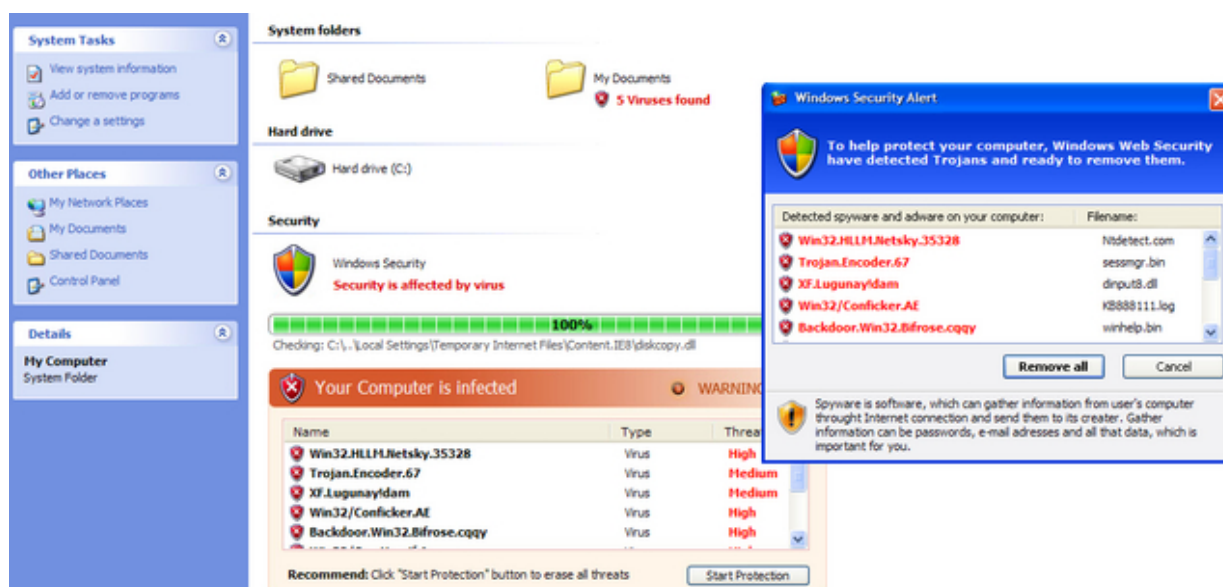 System Tasks
View system information
Add or remove programs
Change a settings
Other Places
My Network Places
My Documents
Shared Documents
Control Panel
Details
My Computer
System Folder
System folders
Shared Documents
My Documents
5 Viruses found
Hard drive
Hard drive (C:)
Security
Windows Security
Security is affected by virus
100%
Checking: C:\..\Local Settings\Temporary Internet Files\Content.IE8\diskcopy.dll
Your Computer is infected
WARNING
Name Type Threat
Win32.HLLM.Netsky.35328 Virus High
Trojan.Encoder.67 Virus Medium
XF.Lugunay!dam Virus Medium
Win32/Conficker.AE Virus High
Backdoor.Win32.Bifrose.cqqy Virus High
Recommend: Click "Start Protection" button to erase all threats
Start Protection
Windows Security Alert
To help protect your computer, Windows Web Security
have detected Trojans and ready to remove them.
Detected spyware and adware on your computer: Filename:
Win32.HLLM.Netsky.35328 Ntdetect.com
Trojan.Encoder.67 sessmgr.bin
XF.Lugunay!dam dinput8.dl
Win32/Conficker.AE KB888111.log
Backdoor.Win32.Bifrose.cqqy winhelp.bin
Remove all Cancel
Spyware is software, which can gather information from user's computer
throught Internet connection and send them to its creater. Gather
information can be passwords, e-mail adresses and all that data, which is
important for you.